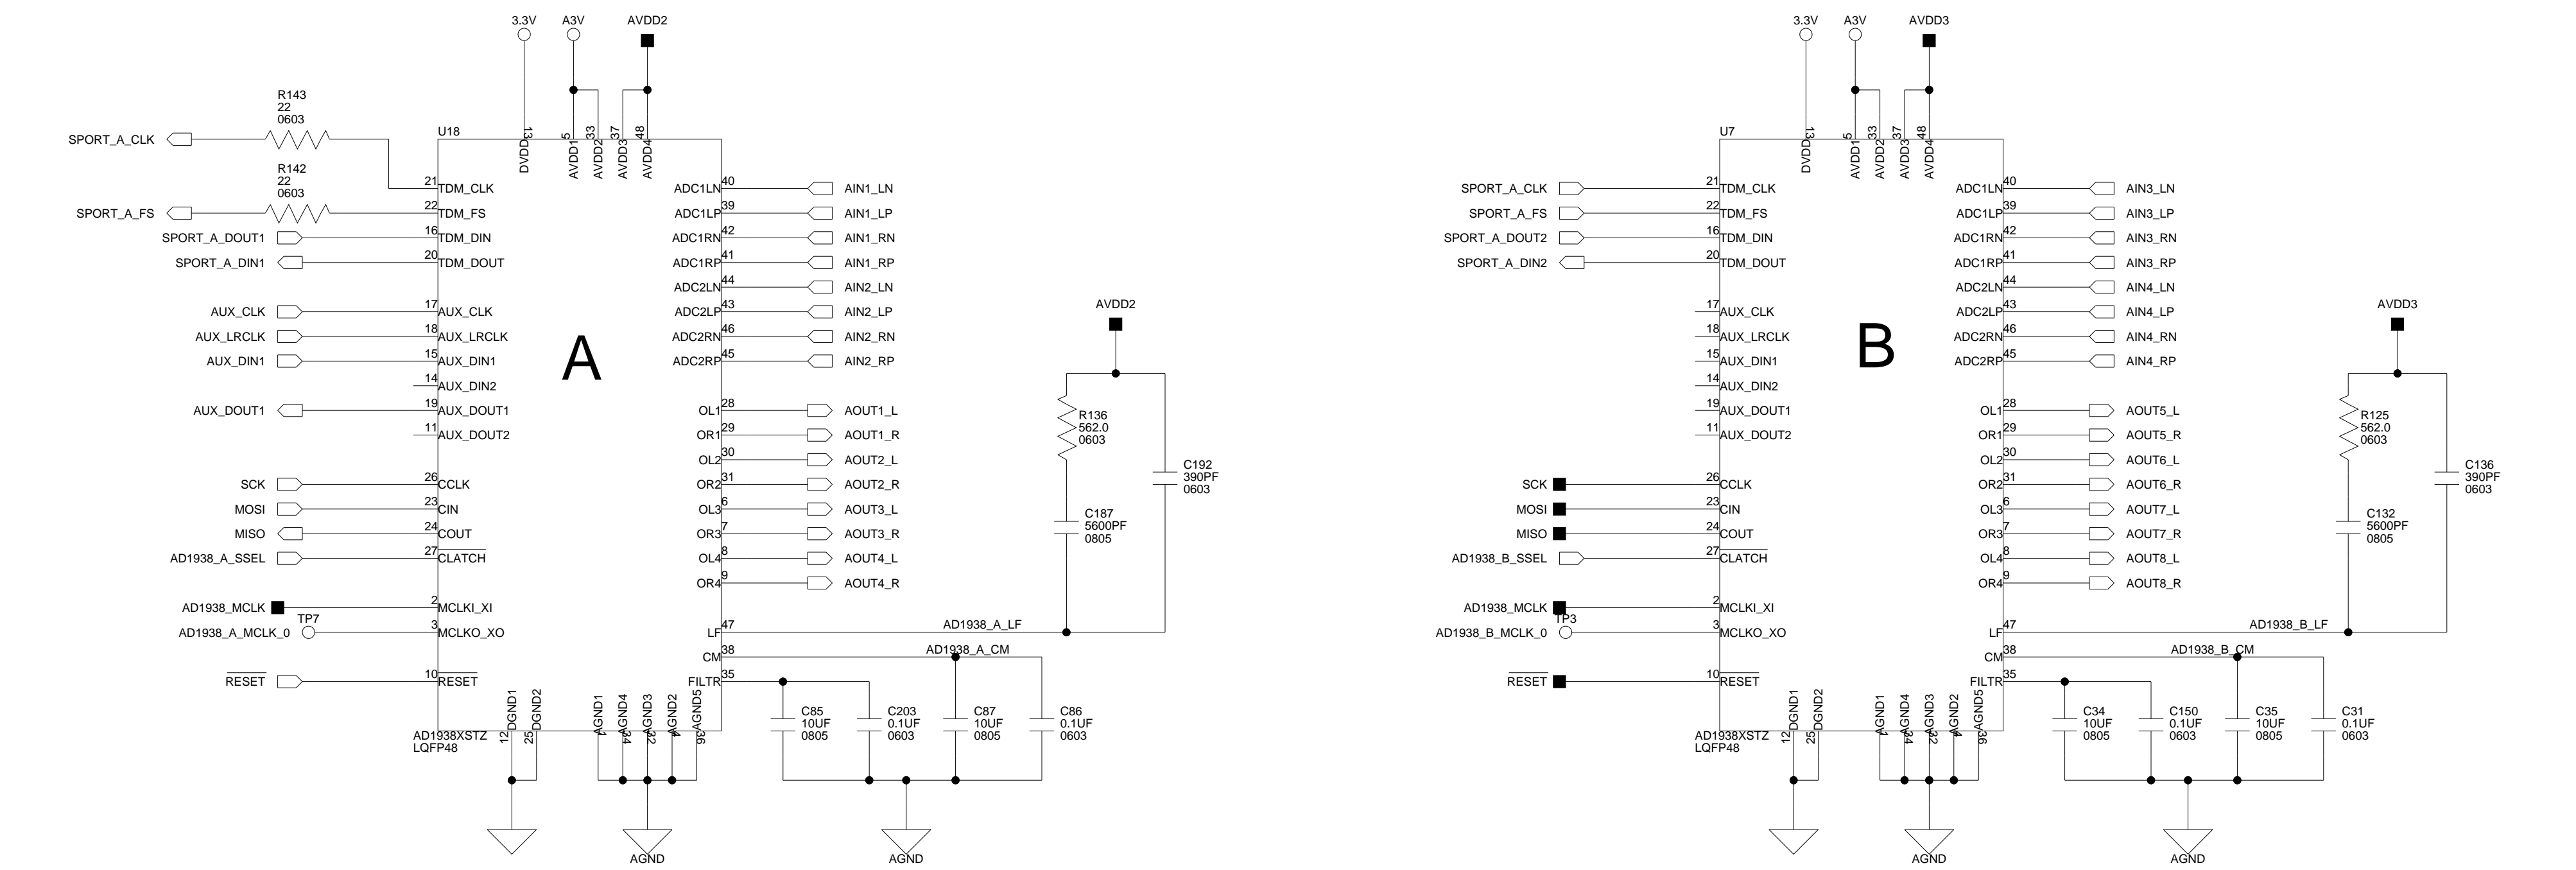 3.3V
A3V
AVDD2
R143
22
0603
SPORT_A_CLK
R142
22
0603
SPORT_A_FS
SPORT_A_DOUT1
SPORT_A_DIN1
AUX_CLK
AUX_LRCLK
AUX_DIN1
AUX_DOUT1
SCK
MOSI
MISO
AD1938_A_SSEL
AD1938_MCLK
TP7
AD1938_A_MCLK_0
RESET
U18
13
DVDD
5
AVDD1
33
AVDD2
37
AVDD3
48
AVDD4
21 TDM_CLK
22 TDM_FS
16 TDM_DIN
20 TDM_DOUT
17 AUX_CLK
18 AUX_LRCLK
15 AUX_DIN1
14 AUX_DIN2
19 AUX_DOUT1
11 AUX_DOUT2
26 CCLK
23 CIN
24 COUT
27 CLATCH
2 MCLKI_XI
3 MCLKO_XO
10 RESET
A
ADC1LN 40 AIN1_LN
ADC1LP 39 AIN1_LP
ADC1RN 42 AIN1_RN
ADC1RP 41 AIN1_RP
ADC2LN 44 AIN2_LN
ADC2LP 43 AIN2_LP
ADC2RN 46 AIN2_RN
ADC2RP 45 AIN2_RP
OL1 28 AOUT1_L
OR1 29 AOUT1_R
OL2 30 AOUT2_L
OR2 31 AOUT2_R
OL3 6 AOUT3_L
OR3 7 AOUT3_R
OL4 8 AOUT4_L
OR4 9 AOUT4_R
LF 47 AD1938_A_LF
CM 38 AD1938_A_CM
FILTR 35
DGND1 12
DGND2 25
AGND1 1
AGND4 34
AGND3 32
AGND2 4
AGND5 36
AD1938XSTZ
LQFP48
AVDD2
R136
562.0
0603
C187
5600PF
0805
C192
390PF
0603
C85
10UF
0805
C203
0.1UF
0603
C87
10UF
0805
C86
0.1UF
0603
AGND
AGND
3.3V
A3V
AVDD3
SPORT_A_CLK
SPORT_A_FS
SPORT_A_DOUT2
SPORT_A_DIN2
SCK
MOSI
MISO
AD1938_B_SSEL
AD1938_MCLK
TP3
AD1938_B_MCLK_0
RESET
U7
13
DVDD
5
AVDD1
33
AVDD2
37
AVDD3
48
AVDD4
21 TDM_CLK
22 TDM_FS
16 TDM_DIN
20 TDM_DOUT
17 AUX_CLK
18 AUX_LRCLK
15 AUX_DIN1
14 AUX_DIN2
19 AUX_DOUT1
11 AUX_DOUT2
26 CCLK
23 CIN
24 COUT
27 CLATCH
2 MCLKI_XI
3 MCLKO_XO
10 RESET
B
ADC1LN 40 AIN3_LN
ADC1LP 39 AIN3_LP
ADC1RN 42 AIN3_RN
ADC1RP 41 AIN3_RP
ADC2LN 44 AIN4_LN
ADC2LP 43 AIN4_LP
ADC2RN 46 AIN4_RN
ADC2RP 45 AIN4_RP
OL1 28 AOUT5_L
OR1 29 AOUT5_R
OL2 30 AOUT6_L
OR2 31 AOUT6_R
OL3 6 AOUT7_L
OR3 7 AOUT7_R
OL4 8 AOUT8_L
OR4 9 AOUT8_R
LF 47 AD1938_B_LF
CM 38 AD1938_B_CM
FILTR 35
DGND1 12
DGND2 25
AGND1 1
AGND4 34
AGND3 32
AGND2 4
AGND5 36
AD1938XSTZ
LQFP48
AVDD3
R125
562.0
0603
C132
5600PF
0805
C136
390PF
0603
C34
10UF
0805
C150
0.1UF
0603
C35
10UF
0805
C31
0.1UF
0603
AGND
AGND